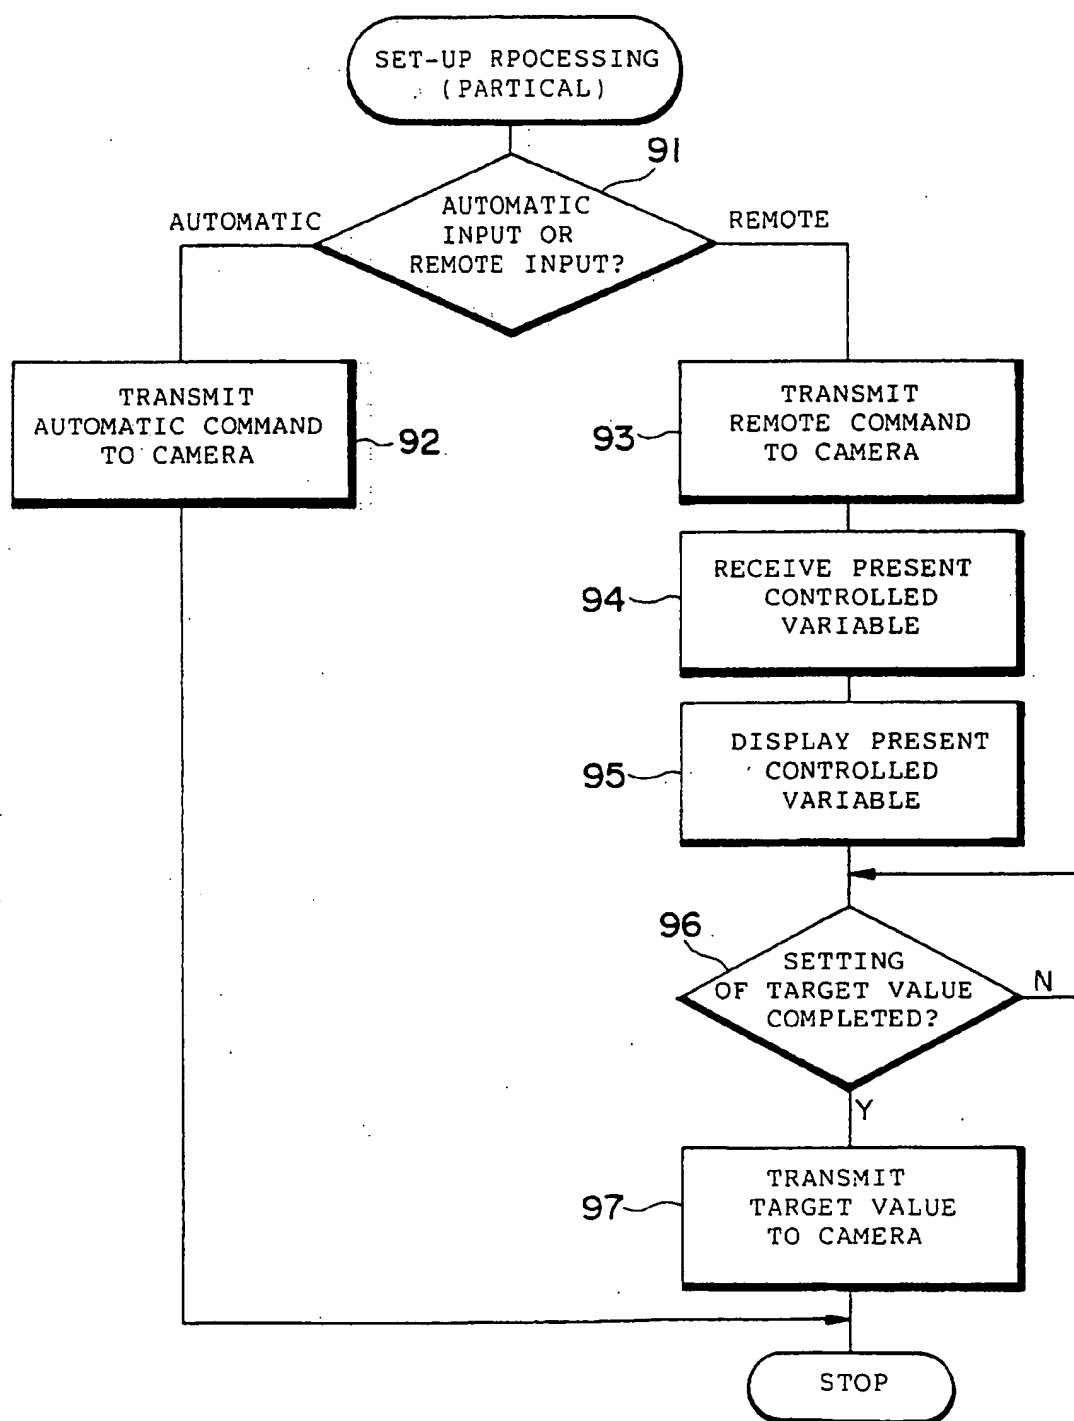 SET-UP RPOCESSING
(PARTICAL)
91
AUTOMATIC
INPUT OR
REMOTE INPUT?
AUTOMATIC
REMOTE
TRANSMIT
AUTOMATIC COMMAND
TO CAMERA
92
TRANSMIT
REMOTE COMMAND
TO CAMERA
93
RECEIVE PRESENT
CONTROLLED
VARIABLE
94
DISPLAY PRESENT
CONTROLLED
VARIABLE
95
96
SETTING
OF TARGET VALUE
COMPLETED?
N
Y
TRANSMIT
TARGET VALUE
TO CAMERA
97
STOP